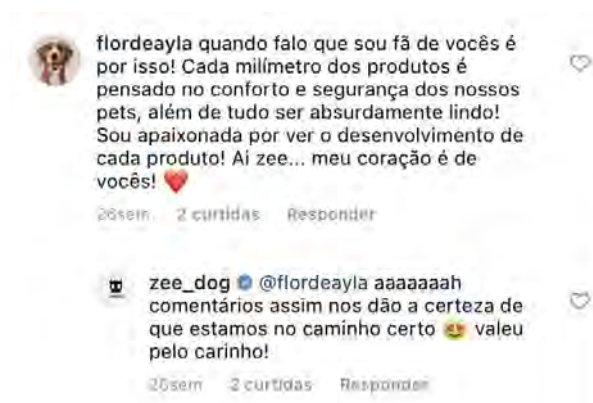 flordeayla quando falo que sou fã de vocês é
por isso! Cada milímetro dos produtos é
pensado no conforto e segurança dos nossos
pets, além de tudo ser absurdamente lindo!
Sou apaixonada por ver o desenvolvimento de
cada produto! Ai zee... meu coração é de
vocês! ❤️
26sem 2 curtidas Responder
zee_dog @flordeayla aaaaaaah
comentários assim nos dão a certeza de
que estamos no caminho certo 🤩 valeu
pelo carinho!
26sem 2 curtidas Responder